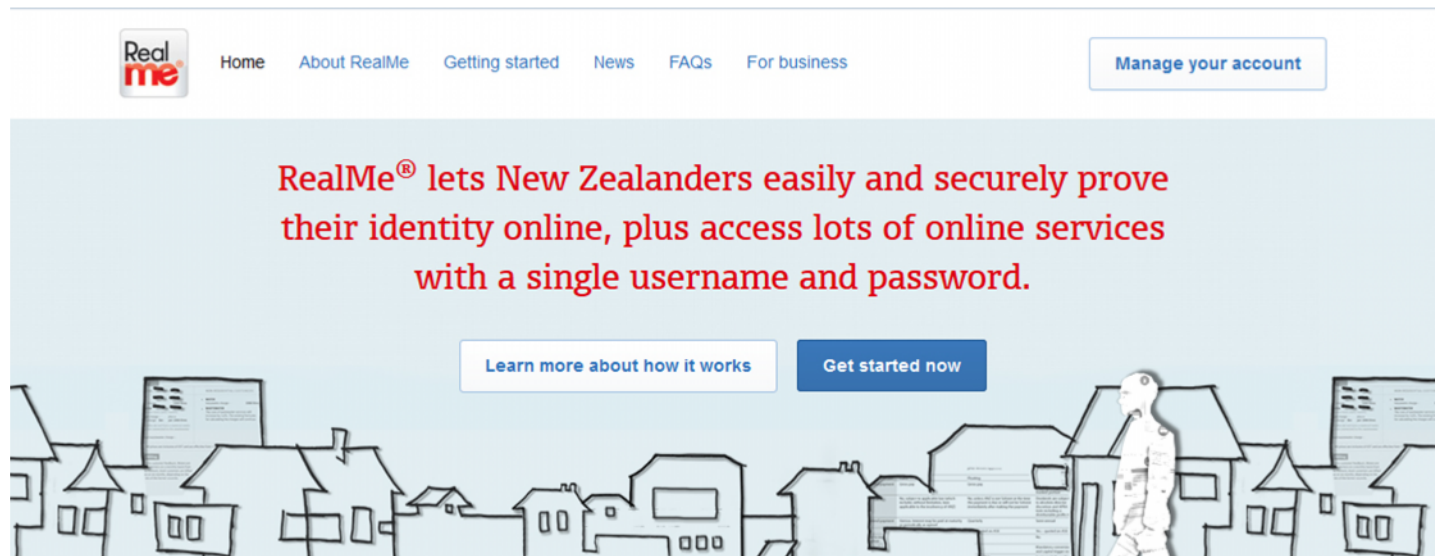 Real
me®
Home About RealMe Getting started News FAQs For business
Manage your account
RealMe® lets New Zealanders easily and securely prove
their identity online, plus access lots of online services
with a single username and password.
Learn more about how it works
Get started now